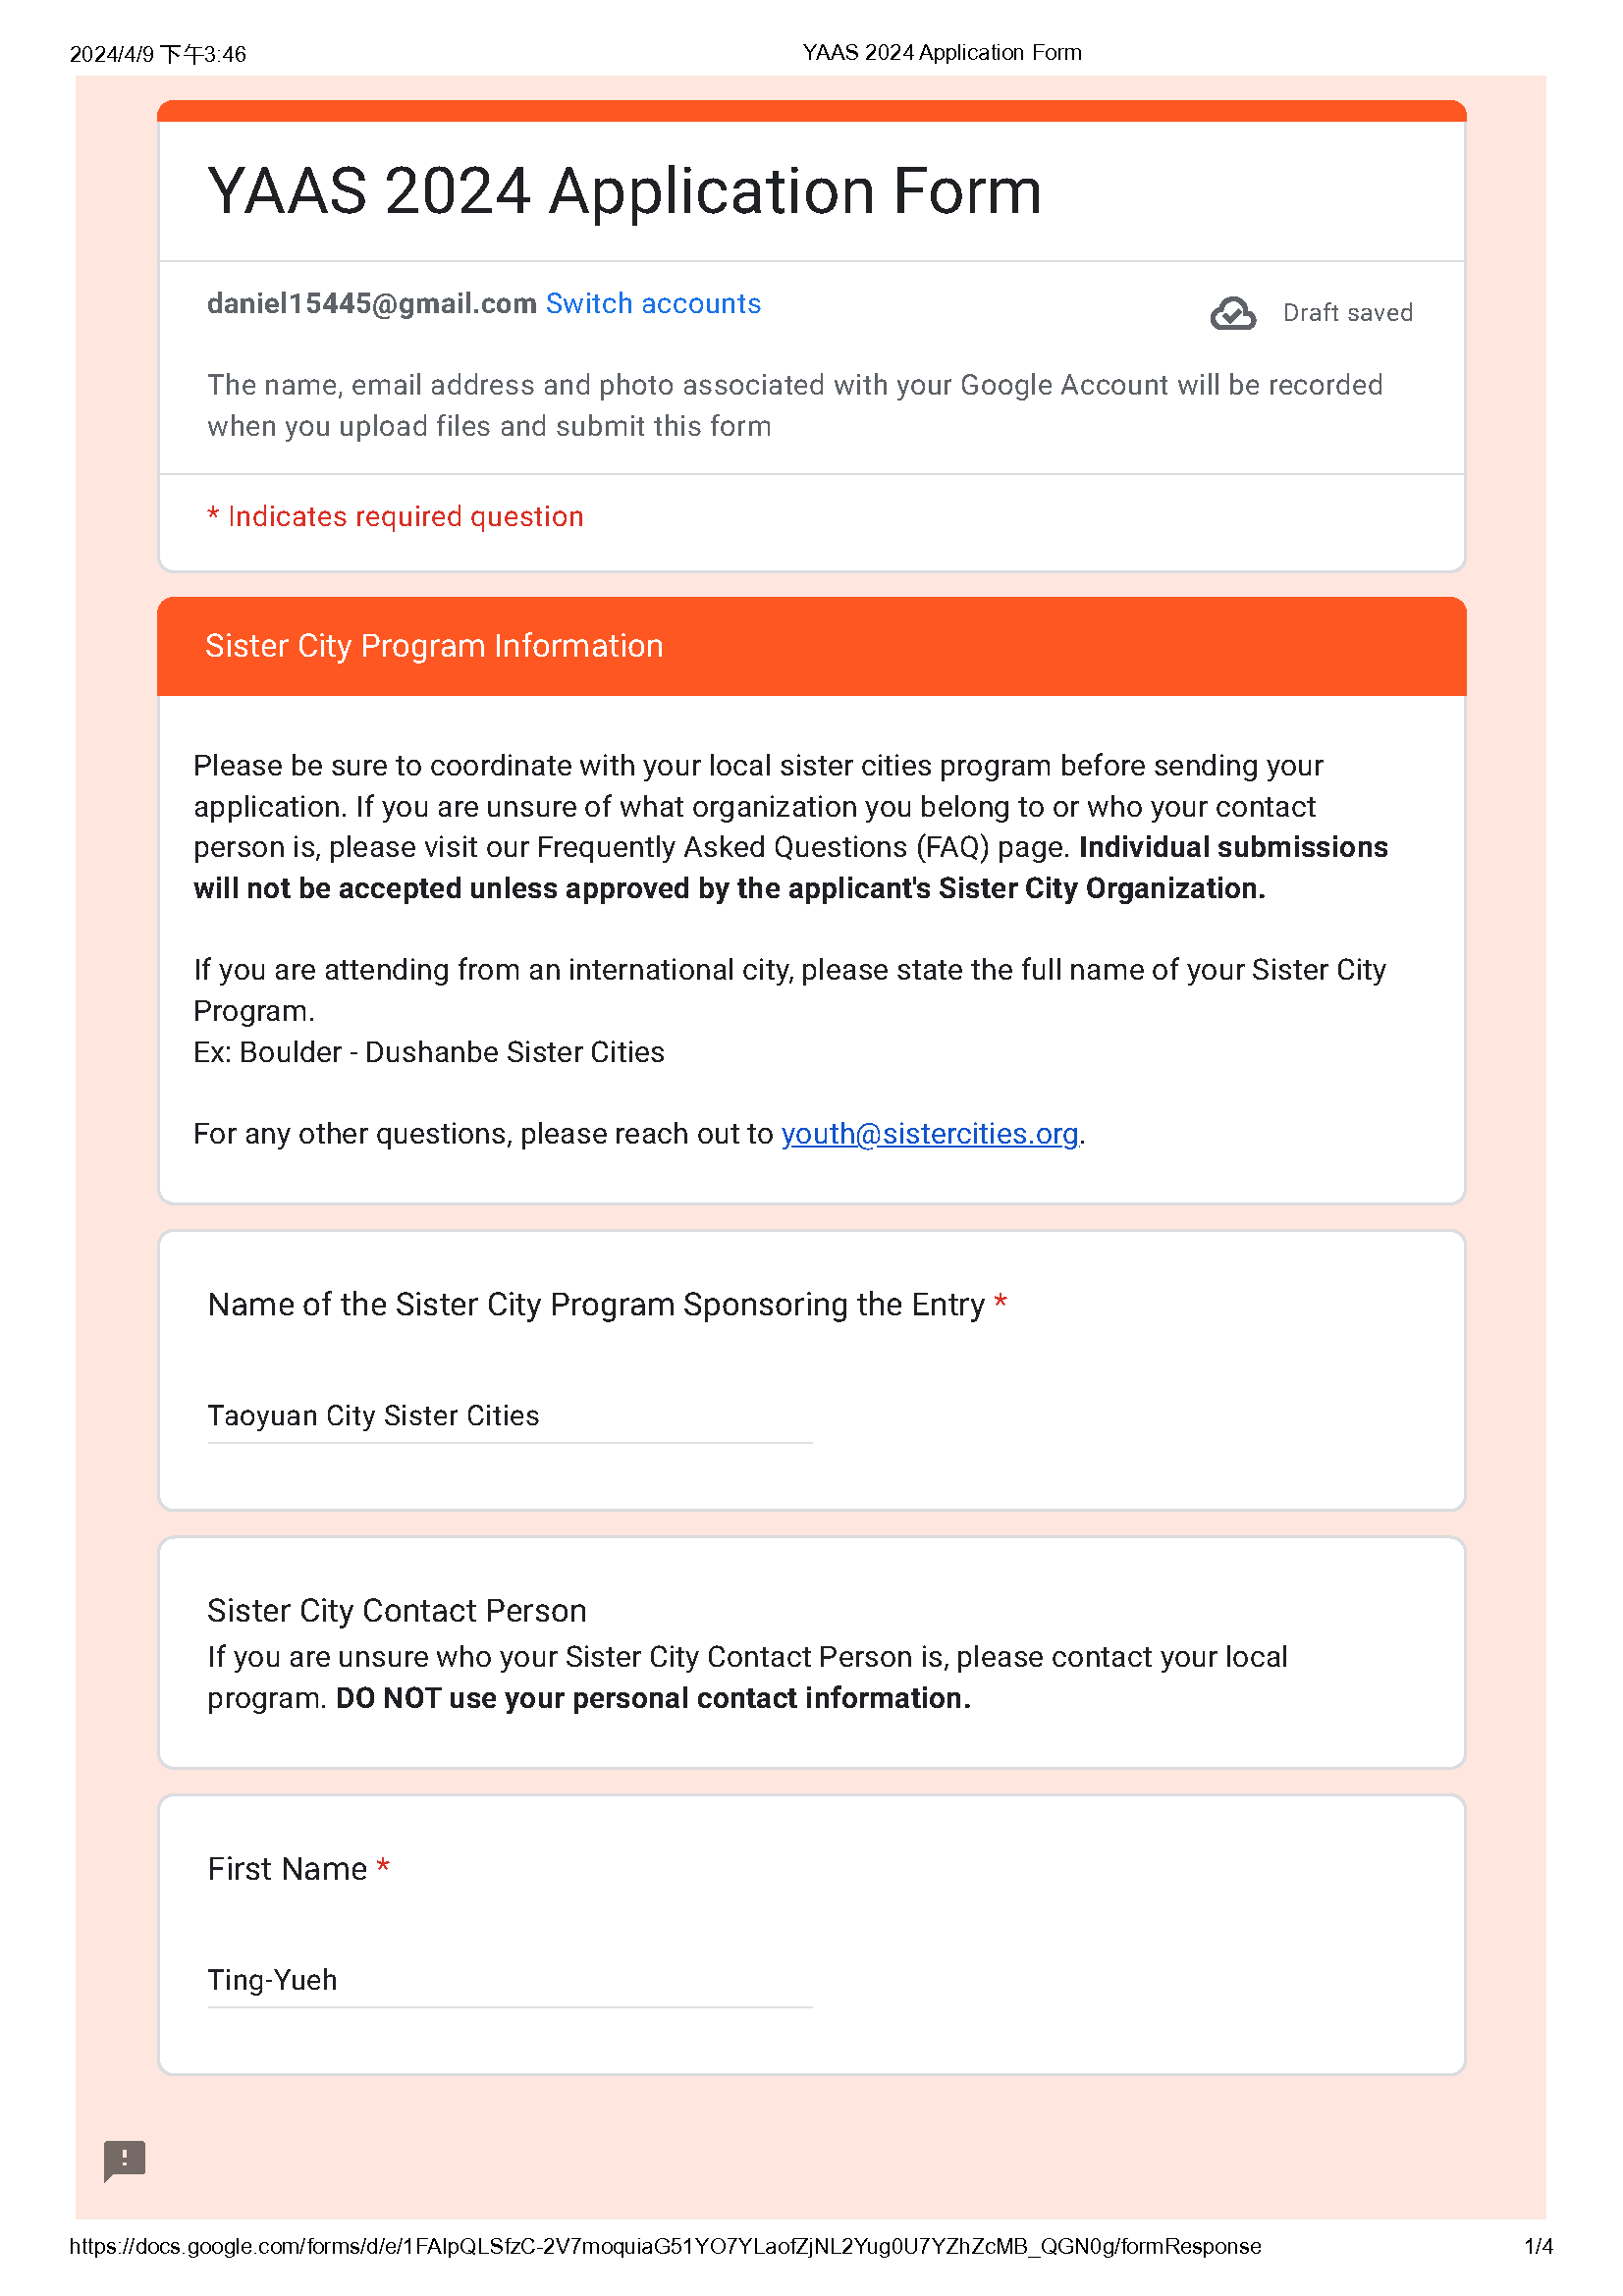 2024/4/9 下午3:46
YAAS 2024 Application Form
YAAS 2024 Application Form
daniel15445@gmail.com Switch accounts
Draft saved
The name, email address and photo associated with your Google Account will be recorded
when you upload files and submit this form
* Indicates required question
Sister City Program Information
Please be sure to coordinate with your local sister cities program before sending your
application. If you are unsure of what organization you belong to or who your contact
person is, please visit our Frequently Asked Questions (FAQ) page. Individual submissions
will not be accepted unless approved by the applicant's Sister City Organization.
If you are attending from an international city, please state the full name of your Sister City
Program.
Ex: Boulder - Dushanbe Sister Cities
For any other questions, please reach out to youth@sistercities.org.
Name of the Sister City Program Sponsoring the Entry *
Taoyuan City Sister Cities
Sister City Contact Person
If you are unsure who your Sister City Contact Person is, please contact your local
program. DO NOT use your personal contact information.
First Name *
Ting-Yueh
https://docs.google.com/forms/d/e/1FAIpQLSfzC-2V7moquiaG51YO7YLaofZjNL2Yug0U7YZhZcMB_QGN0g/formResponse
1/4